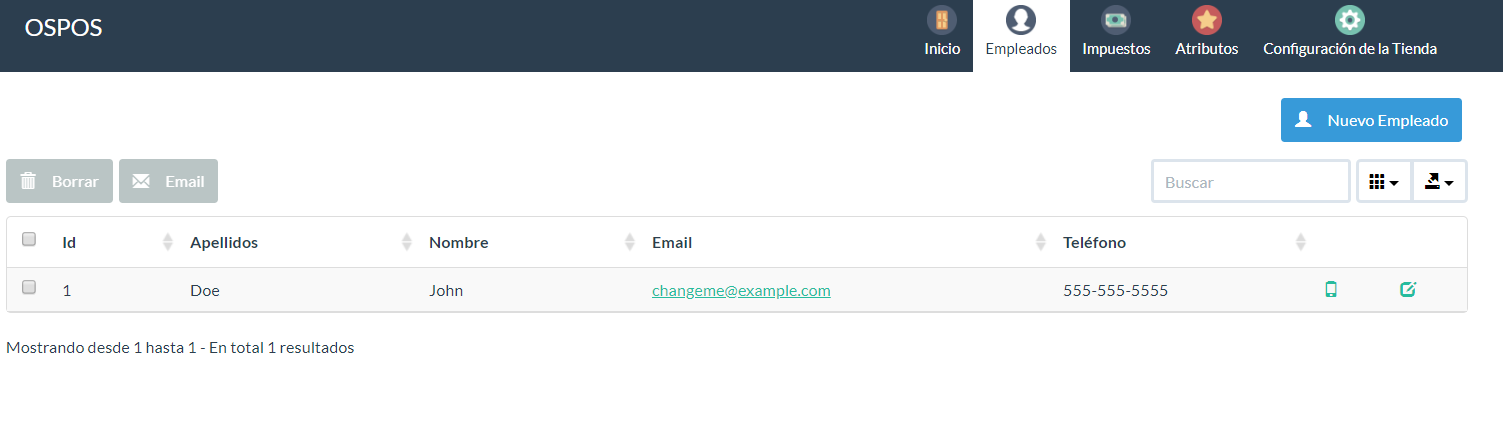 OSPOS
Inicio Empleados Impuestos Atributos Configuración de la Tienda
Nuevo Empleado
Borrar Email Buscar
Id Apellidos Nombre Email Teléfono
1 Doe John changeme@example.com 555-555-5555
Mostrando desde 1 hasta 1 - En total 1 resultados